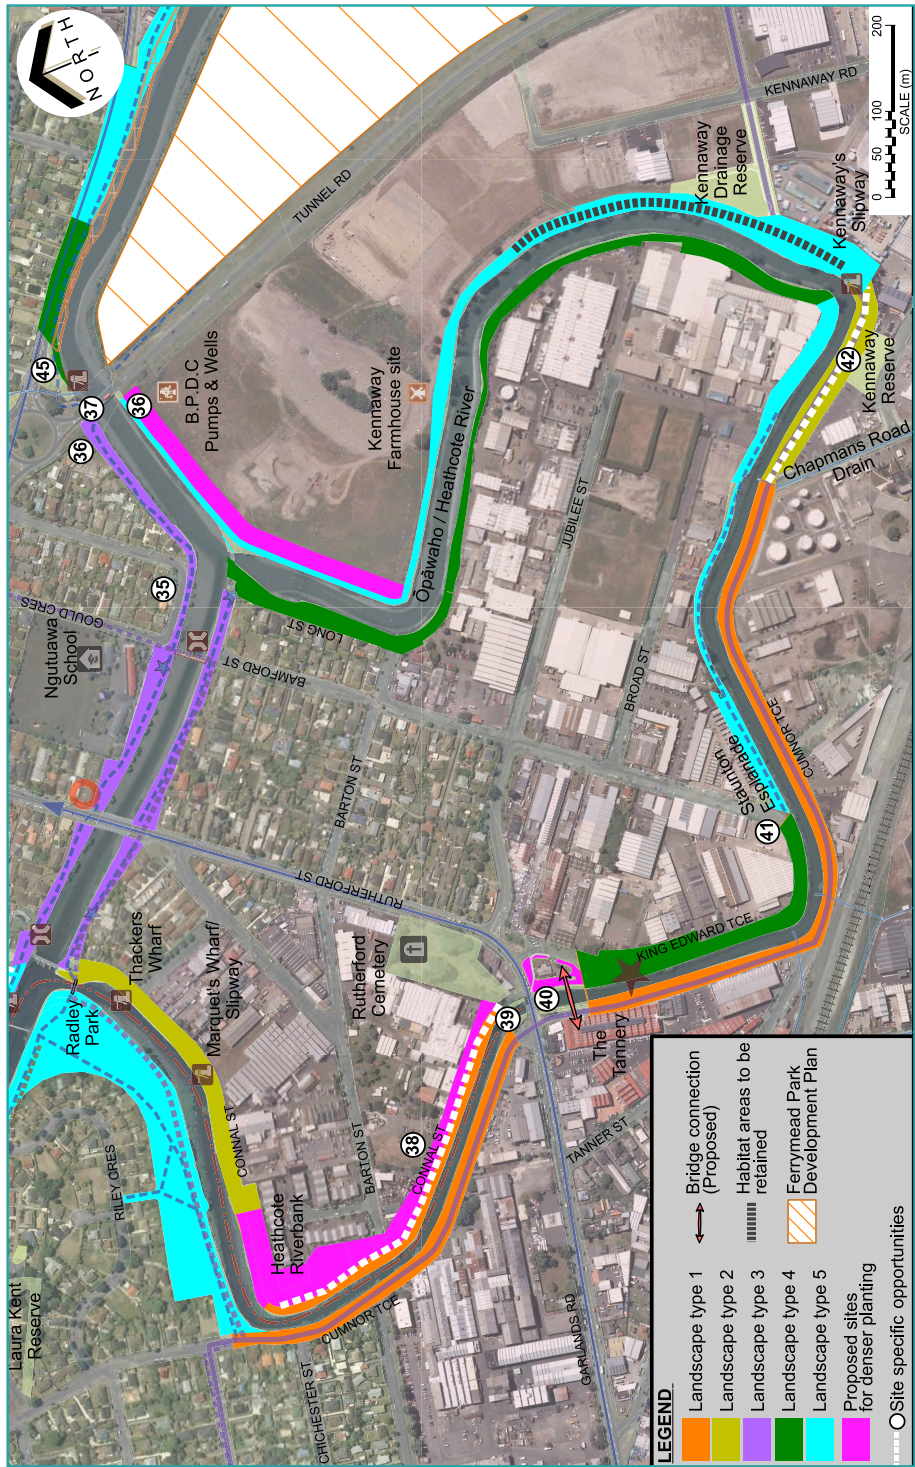 NORTH
200
100
50
0
SCALE (m)
KENNAWAY RD
Kennaway
Drainage
Reserve
Kennaway's
Slipway
TUNNEL RD
45
37
36
36
B.P.D.C
Pumps & Wells
Kennaway
Farmhouse site
Ōpāwaho / Heathcote River
42
Kennaway
Reserve
Chapmans Road
Drain
JUBILEE ST
35
GOULD CRES
Ngutuawa
School
LONG ST
BAMFORD ST
BROAD ST
CUMNOR TCE
Staunton
Esplanade
41
BARTON ST
RUTHERFORD ST
KING EDWARD TCE
Thackers
Wharf
Marquet's Wharf/
Slipway
Rutherford
Cemetery
Radley
Park
40
39
The
Tannery
38
CONNAL ST
CONNAL ST
BARTON ST
TANNER ST
RILEY CRES
Heathcote
Riverbank
Laura Kent
Reserve
CUMNOR TCE
CHICHESTER ST
GARLANDS RD
LEGEND
Landscape type 1
Landscape type 2
Landscape type 3
Landscape type 4
Landscape type 5
Proposed sites
for denser planting
Site specific opportunities
Bridge connection
(Proposed)
Habitat areas to be
retained
Ferrymead Park
Development Plan